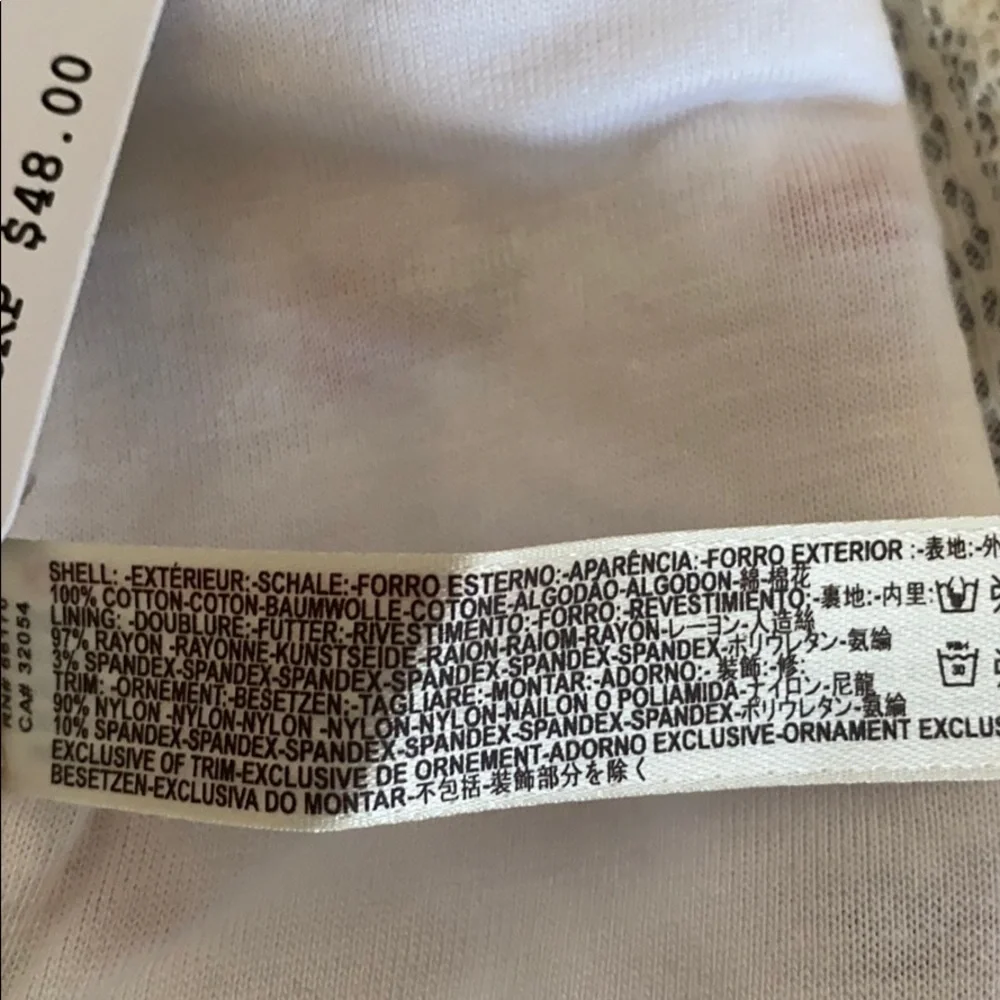 $48.00
SHELL: -EXTÉRIEUR:-SCHALE:-FORRO ESTERNO:-APARÊNCIA:-FORRO EXTERIOR :-表地:-外
100% COTTON-COTON-BAUMWOLLE-COTONE-ALGODÃO-ALGODON-綿-棉花
LINING: -DOUBLURE:-FUTTER:-RIVESTIMENTO:-FORRO:-REVESTIMIENTO:-裏地:-内里:
97% RAYON -RAYONNE-KUNSTSEIDE-RAION-RAIOM-RAYON-レーヨン-人造絲
3% SPANDEX-SPANDEX-SPANDEX-SPANDEX-SPANDEX-SPANDEX-ポリウレタン-氨綸
TRIM: -ORNEMENT:-BESETZEN:-TAGLIARE:-MONTAR:-ADORNO:- 装飾:-修:
90% NYLON -NYLON-NYLON -NYLON-NYLON-NAILON O POLIAMIDA-ナイロン-尼龍
10% SPANDEX-SPANDEX-SPANDEX-SPANDEX-SPANDEX-SPANDEX-ポリウレタン-氨綸
EXCLUSIVE OF TRIM-EXCLUSIVE DE ORNEMENT-ADORNO EXCLUSIVE-ORNAMENT EXCLUS
BESETZEN-EXCLUSIVA DO MONTAR-不包括-装飾部分を除く
CA# 32054
30